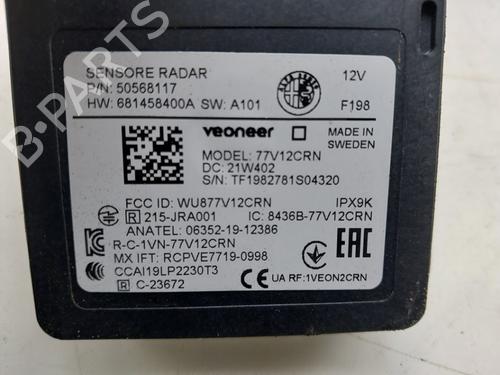 SENSORE RADAR 12V
P/N: 50568117
HW: 681458400A SW: A101 F198
veoneer MADE IN
SWEDEN
MODEL: 77V12CRN
DC: 21W402
S/N: TF1982781S04320
FCC ID: WU877V12CRN IPX9K
R 215-JRA001 IC: 8436B-77V12CRN
ANATEL: 06352-19-12386
R-C-1VN-77V12CRN
MX IFT: RCPVE7719-0998 EAC
CCAI19LP2230T3
R C-23672 CE UA RF:1VEON2CRN